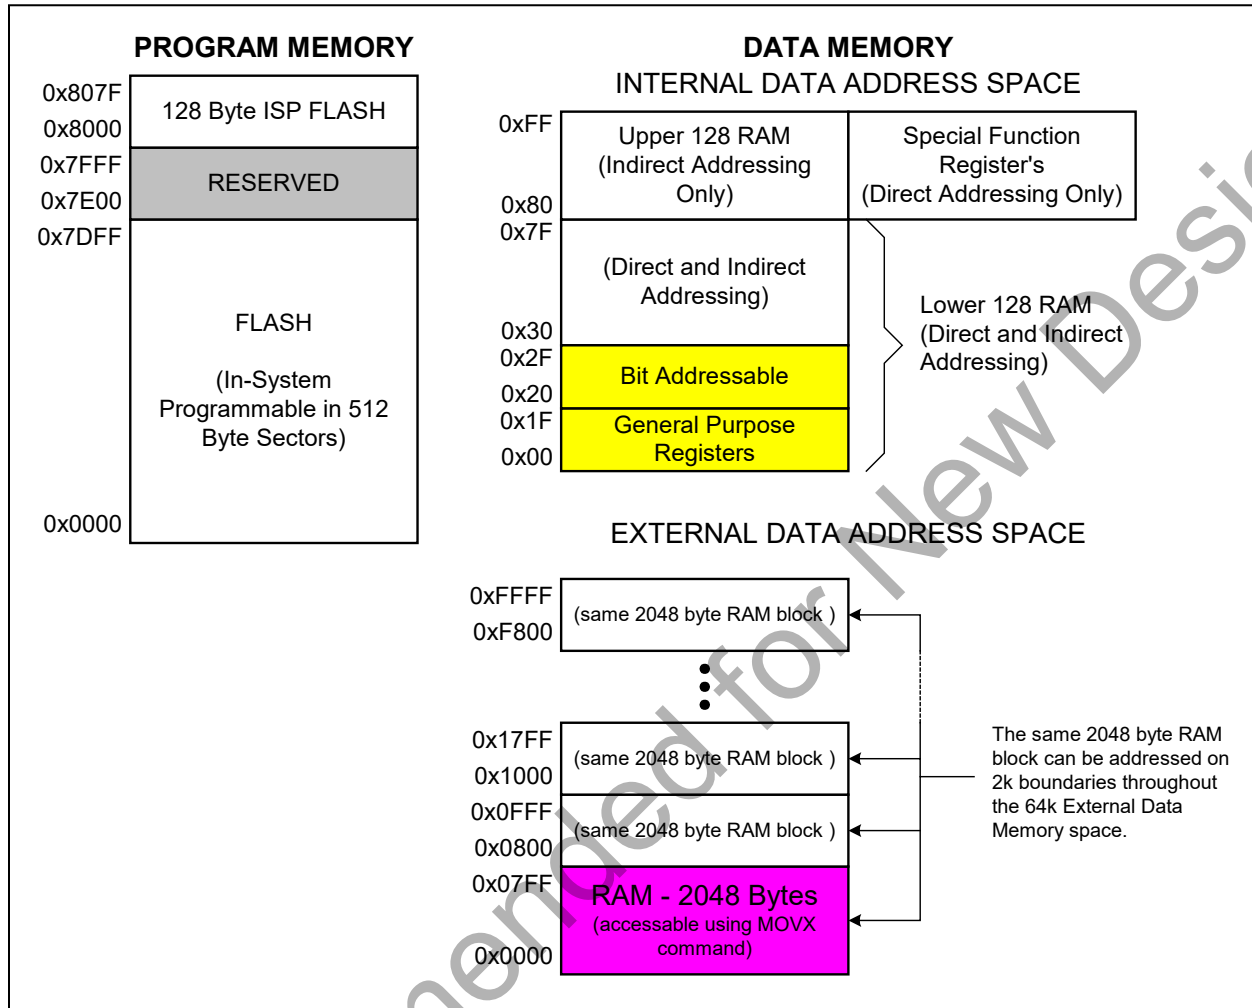 PROGRAM MEMORY
0x807F
0x8000
128 Byte ISP FLASH
0x7FFF
0x7E00
RESERVED
0x7DFF
FLASH
(In-System
Programmable in 512
Byte Sectors)
0x0000
DATA MEMORY
INTERNAL DATA ADDRESS SPACE
0xFF
Upper 128 RAM
(Indirect Addressing
Only)
0x80
Special Function
Register's
(Direct Addressing Only)
0x7F
(Direct and Indirect
Addressing)
0x30
0x2F
Bit Addressable
0x20
0x1F
General Purpose
Registers
0x00
Lower 128 RAM
(Direct and Indirect
Addressing)
EXTERNAL DATA ADDRESS SPACE
0xFFFF
(same 2048 byte RAM block )
0xF800
0x17FF
(same 2048 byte RAM block )
0x1000
0x0FFF
(same 2048 byte RAM block )
0x0800
0x07FF
RAM - 2048 Bytes
(accessable using MOVX
command)
0x0000
The same 2048 byte RAM
block can be addressed on
2k boundaries throughout
the 64k External Data
Memory space.
for New